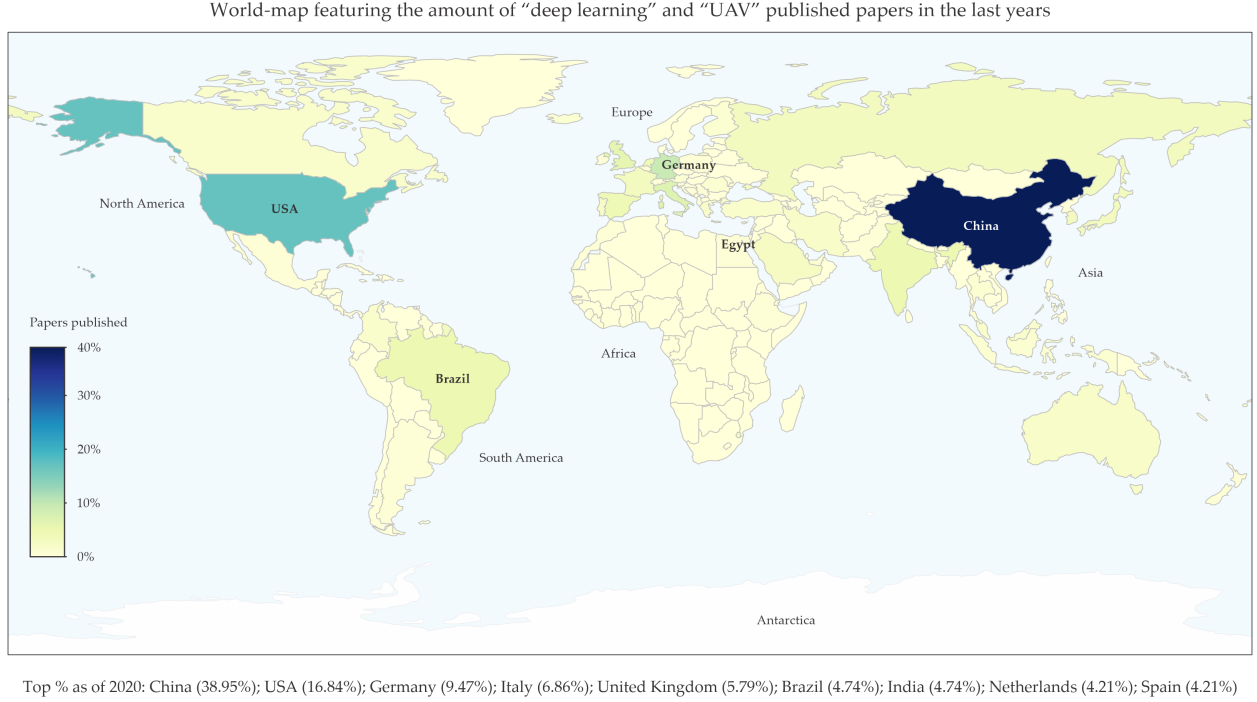 World-map featuring the amount of “deep learning” and “UAV” published papers in the last years
Europe
Germany
North America
USA
China
Egypt
Asia
Papers published
40%
30%
20%
10%
0%
Africa
Brazil
South America
Antarctica
Top % as of 2020: China (38.95%); USA (16.84%); Germany (9.47%); Italy (6.86%); United Kingdom (5.79%); Brazil (4.74%); India (4.74%); Netherlands (4.21%); Spain (4.21%)